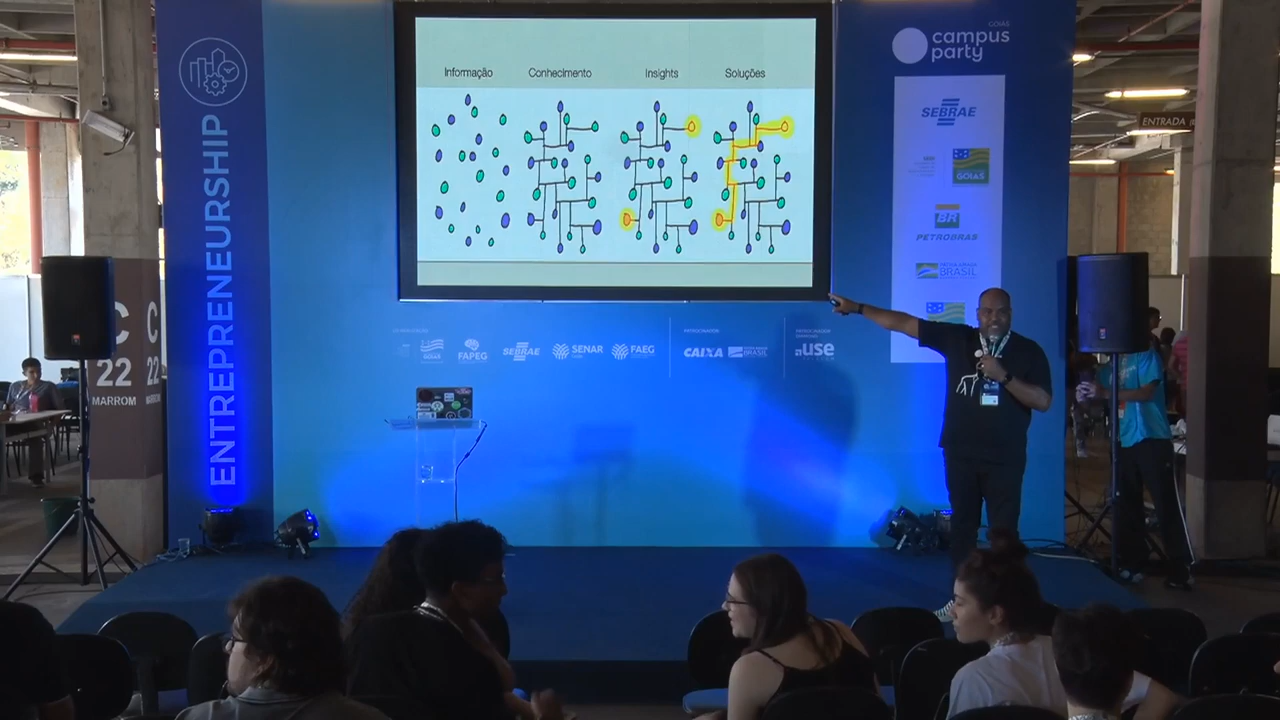 Informação Conhecimento Insights Soluções
ENTREPRENEURSHIP
GOIÁS
campus
party
SEBRAE
GOIÁS
BR
PETROBRAS
BRASIL
ENTRADA
C
22
MARROM
C
22
FAPEG
SEBRAE
SENAR
FAEG
CAIXA
BRASIL
use